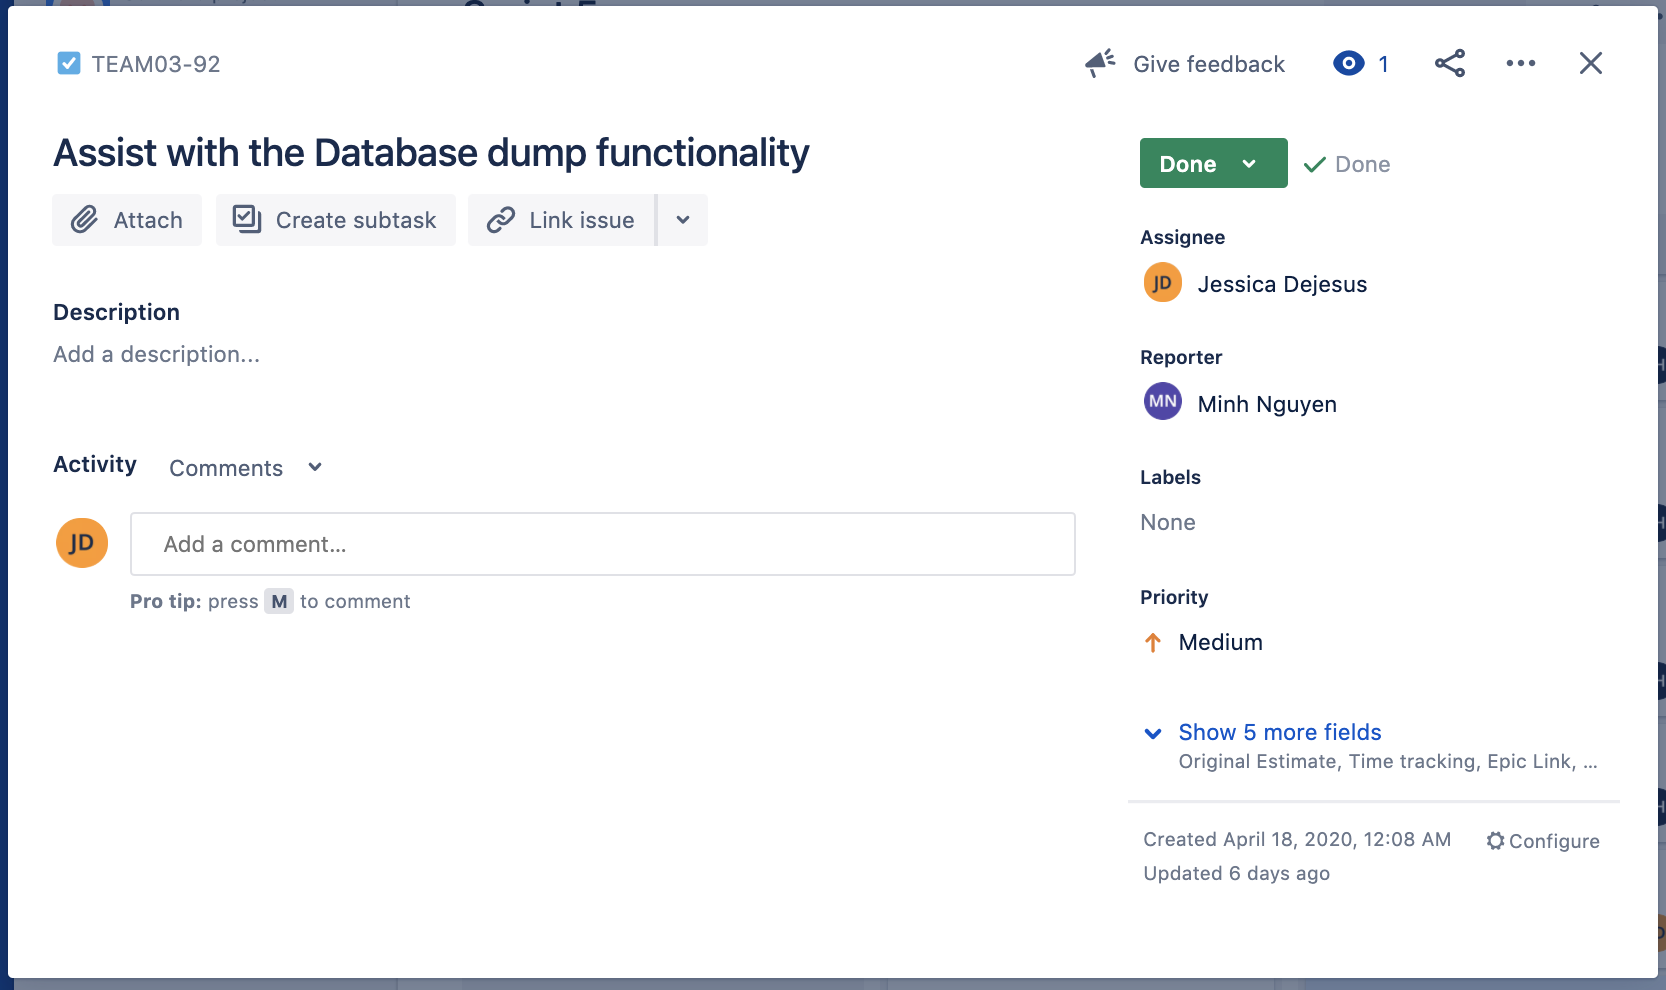 TEAM03-92
Give feedback
1
Assist with the Database dump functionality
Attach
Create subtask
Link issue
Description
Add a description...
Activity
Comments
JD
Add a comment...
Pro tip: press M to comment
Done
Done
Assignee
JD
Jessica Dejesus
Reporter
MN
Minh Nguyen
Labels
None
Priority
Medium
Show 5 more fields
Original Estimate, Time tracking, Epic Link, ...
Created April 18, 2020, 12:08 AM
Configure
Updated 6 days ago